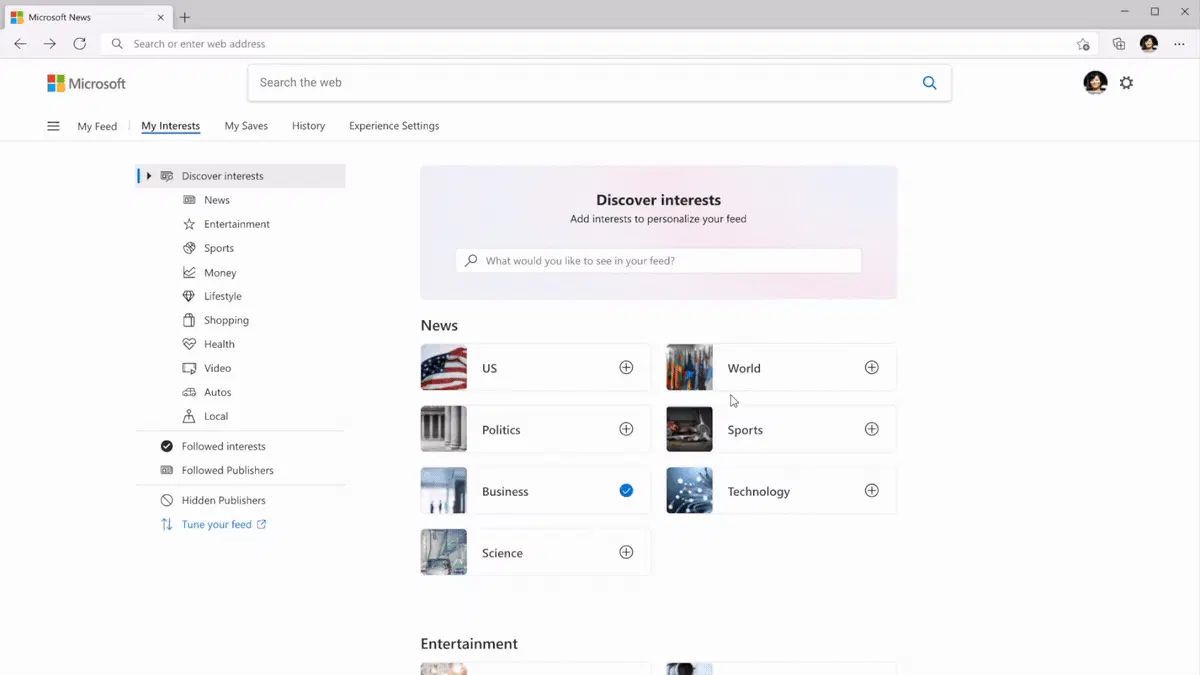 Microsoft News
Search or enter web address
Microsoft
Search the web
My Feed
My Interests
My Saves
History
Experience Settings
Discover interests
News
Entertainment
Sports
Money
Lifestyle
Shopping
Health
Video
Autos
Local
Followed interests
Followed Publishers
Hidden Publishers
Tune your feed
Discover interests
Add interests to personalize your feed
What would you like to see in your feed?
News
US
World
Politics
Sports
Business
Technology
Science
Entertainment